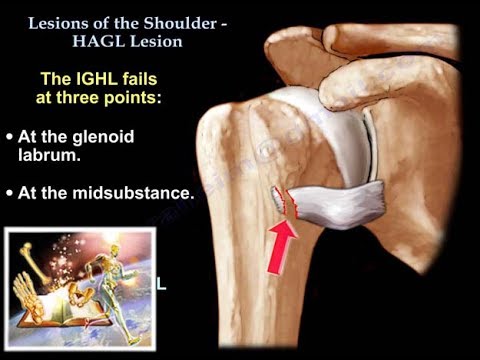 Lesions of the Shoulder -
HAGL Lesion
The IGHL fails
at three points:
• At the glenoid
labrum.
• At the midsubstance.
L